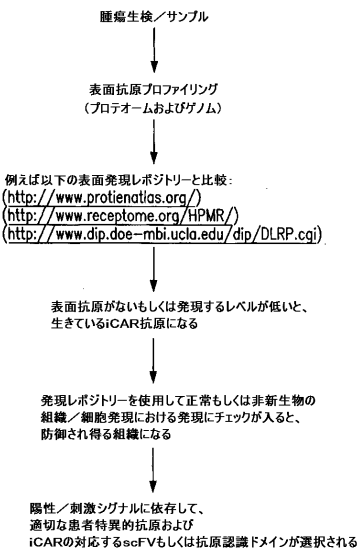 腫瘍生検／サンプル
表面抗原プロファイリング
（プロテオームおよびゲノム）
例えば以下の表面発現レポジトリーと比較：
(http://www.protienatlas.org/)
(http://www.receptome.org/HPMR/)
(http://www.dip.doe-mbi.ucla.edu/dip/DLRP.cgi)
表面抗原がないもしくは発現するレベルが低いと、
生きているiCAR抗原になる
発現レポジトリーを使用して正常もしくは非新生物の
組織／細胞発現における発現にチェックが入ると、
防御され得る組織になる
陽性／刺激シグナルに依存して、
適切な患者特異的抗原および
iCARの対応するscFVもしくは抗原認識ドメインが選択される